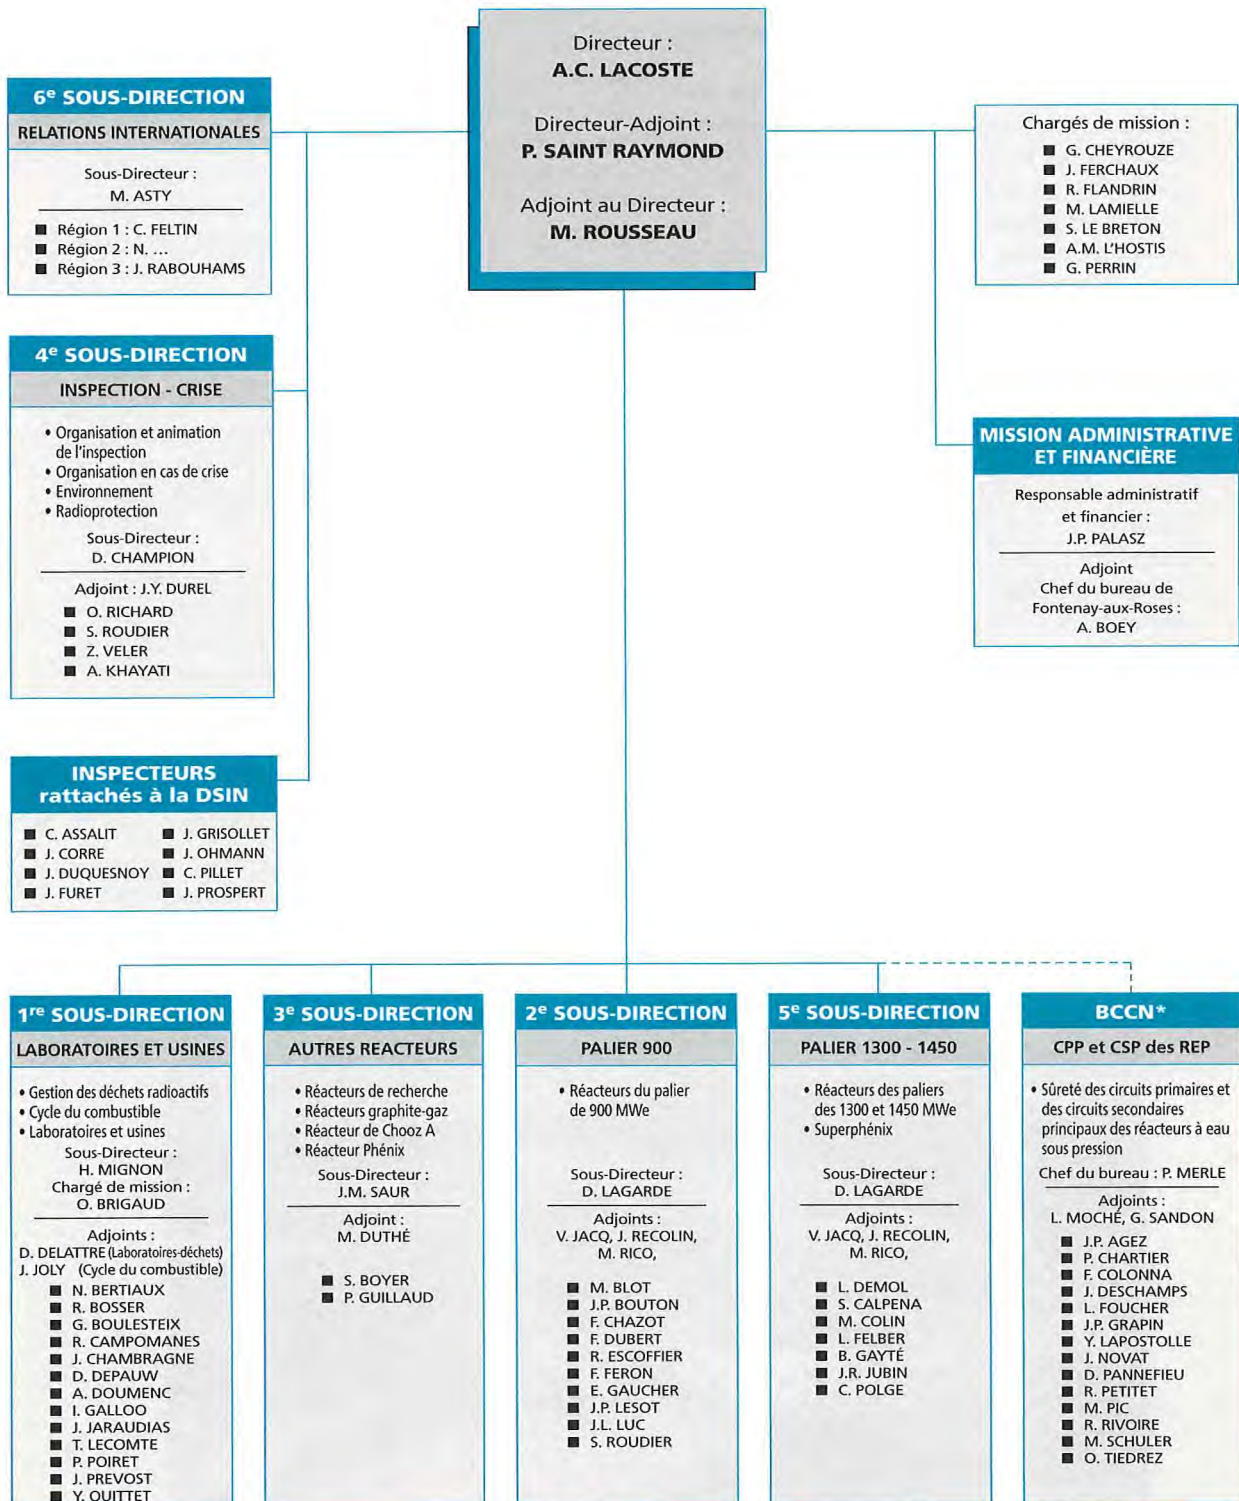 Directeur :
A.C. LACOSTE
Directeur-Adjoint :
P. SAINT RAYMOND
Adjoint au Directeur :
M. ROUSSEAU
6e SOUS-DIRECTION
RELATIONS INTERNATIONALES
Sous-Directeur :
M. ASTY
■ Région 1 : C. FELTIN
■ Région 2 : N. ...
■ Région 3 : J. RABOUHAMS
Chargés de mission :
■ G. CHEYROUZE
■ J. FERCHAUX
■ R. FLANDRIN
■ M. LAMIELLE
■ S. LE BRETON
■ A.M. L'HOSTIS
■ G. PERRIN
4e SOUS-DIRECTION
INSPECTION - CRISE
• Organisation et animation
de l'inspection
• Organisation en cas de crise
• Environnement
• Radioprotection
Sous-Directeur :
D. CHAMPION
Adjoint : J.Y. DUREL
■ O. RICHARD
■ S. ROUDIER
■ Z. VELER
■ A. KHAYATI
MISSION ADMINISTRATIVE
ET FINANCIÈRE
Responsable administratif
et financier :
J.P. PALASZ
Adjoint
Chef du bureau de
Fontenay-aux-Roses :
A. BOEY
INSPECTEURS
rattachés à la DSIN
■ C. ASSALIT
■ J. CORRE
■ J. DUQUESNOY
■ J. FURET
■ J. GRISOLLET
■ J. OHMANN
■ C. PILLET
■ J. PROSPERT
1re SOUS-DIRECTION
LABORATOIRES ET USINES
• Gestion des déchets radioactifs
• Cycle du combustible
• Laboratoires et usines
Sous-Directeur :
H. MIGNON
Chargé de mission :
O. BRIGAUD
Adjoints :
D. DELATTRE (Laboratoires-déchets)
J. JOLY (Cycle du combustible)
■ N. BERTIAUX
■ R. BOSSER
■ G. BOULESTEIX
■ R. CAMPOMANES
■ J. CHAMBRAGNE
■ D. DEPAUW
■ A. DOUMENC
■ I. GALLOO
■ J. JARAUDIAS
■ T. LECOMTE
■ P. POIRET
■ J. PREVOST
■ Y. QUITTET
3e SOUS-DIRECTION
AUTRES REACTEURS
• Réacteurs de recherche
• Réacteurs graphite-gaz
• Réacteur de Chooz A
• Réacteur Phénix
Sous-Directeur :
J.M. SAUR
Adjoint :
M. DUTHÉ
■ S. BOYER
■ P. GUILLAUD
2e SOUS-DIRECTION
PALIER 900
• Réacteurs du palier
de 900 MWe
Sous-Directeur :
D. LAGARDE
Adjoints :
V. JACQ, J. RECOLIN,
M. RICO,
■ M. BLOT
■ J.P. BOUTON
■ F. CHAZOT
■ F. DUBERT
■ R. ESCOFFIER
■ F. FERON
■ E. GAUCHER
■ J.P. LESOT
■ J.L. LUC
■ S. ROUDIER
5e SOUS-DIRECTION
PALIER 1300 - 1450
• Réacteurs des paliers
des 1300 et 1450 MWe
• Superphénix
Sous-Directeur :
D. LAGARDE
Adjoints :
V. JACQ, J. RECOLIN,
M. RICO,
■ L. DEMOL
■ S. CALPENA
■ M. COLIN
■ L. FELBER
■ B. GAYTÉ
■ J.R. JUBIN
■ C. POLGE
BCCN*
CPP et CSP des REP
• Sûreté des circuits primaires et
des circuits secondaires
principaux des réacteurs à eau
sous pression
Chef du bureau : P. MERLE
Adjoints :
L. MOCHÉ, G. SANDON
■ J.P. AGEZ
■ P. CHARTIER
■ F. COLONNA
■ J. DESCHAMPS
■ L. FOUCHER
■ J.P. GRAPIN
■ Y. LAPOSTOLLE
■ J. NOVAT
■ D. PANNEFIEU
■ R. PETITET
■ M. PIC
■ R. RIVOIRE
■ M. SCHULER
■ O. TIEDREZ